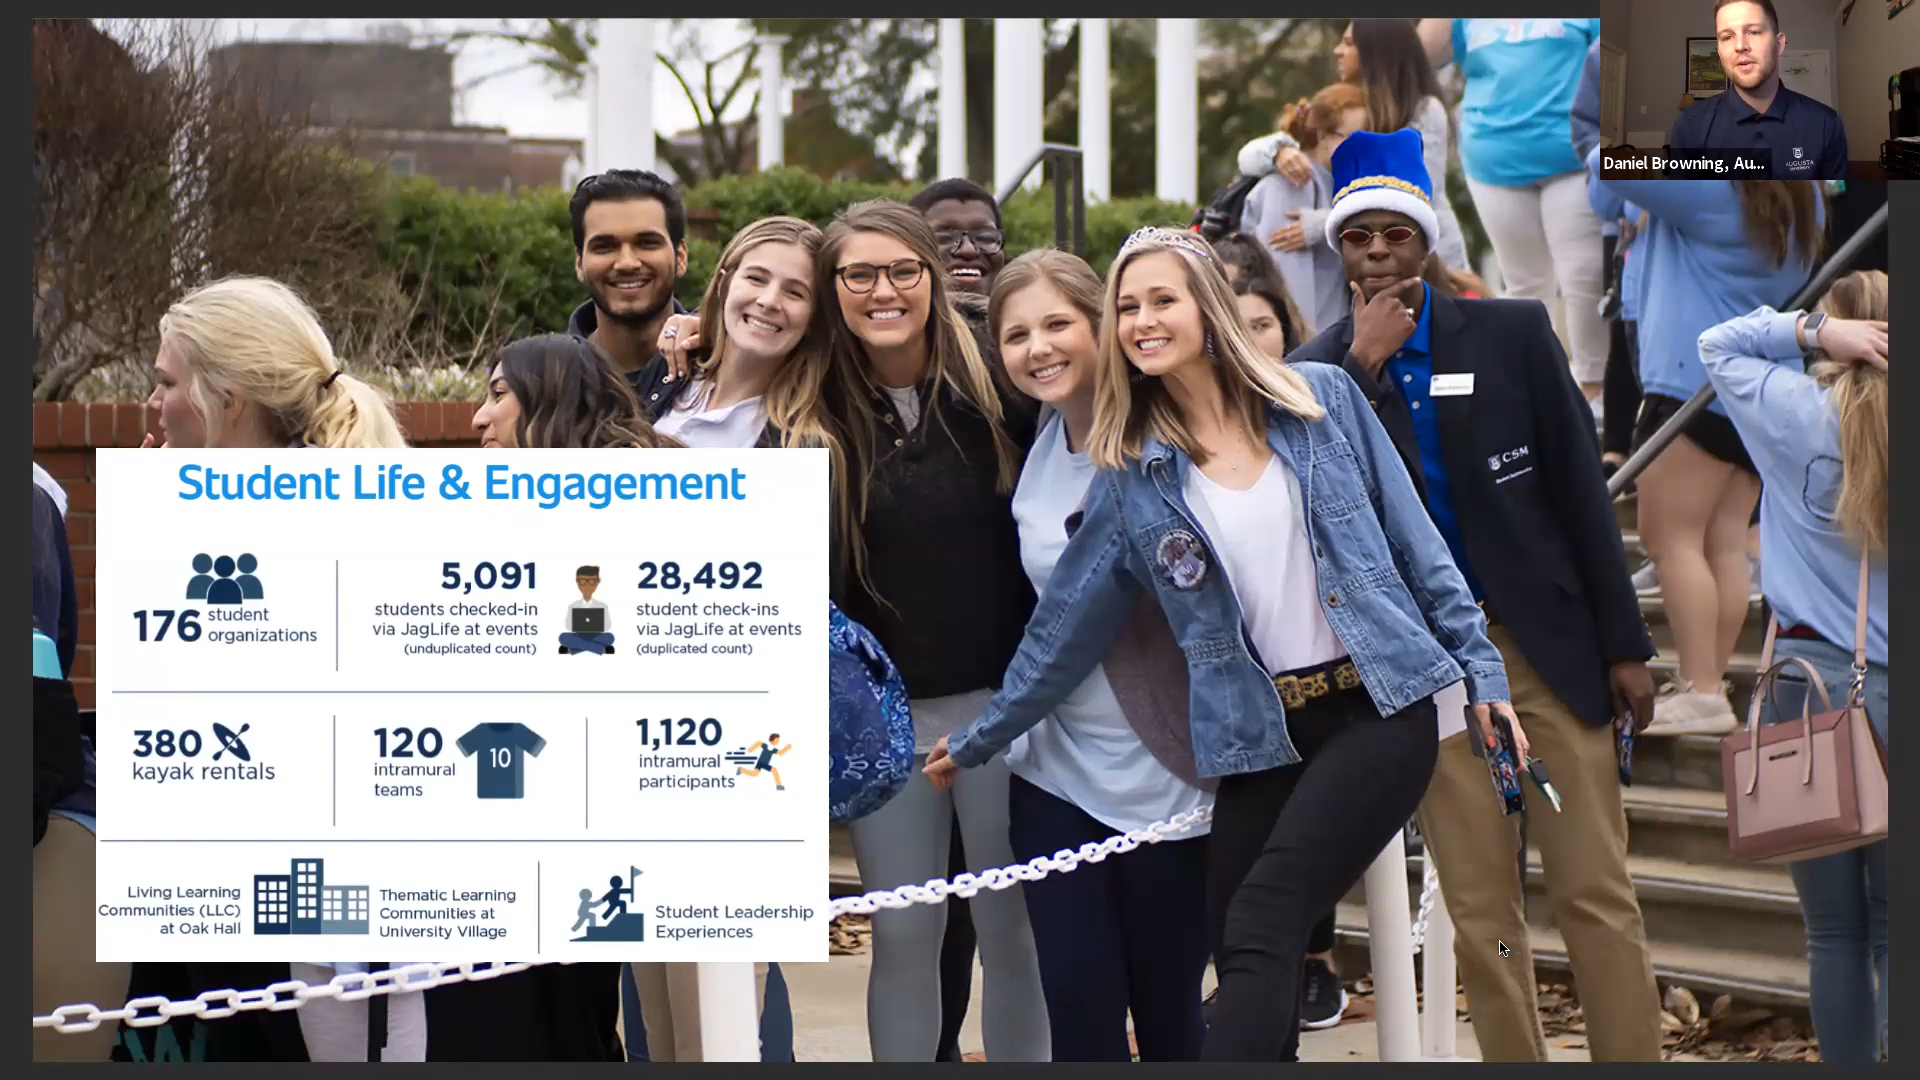 Daniel Browning, Au...
AUGUSTA
UNIVERSITY
CSM
Student Life & Engagement
176 student
organizations
5,091
students checked-in
via JagLife at events
(unduplicated count)
28,492
student check-ins
via JagLife at events
(duplicated count)
380
kayak rentals
120
intramural
teams
10
1,120
intramural
participants
Living Learning
Communities (LLC)
at Oak Hall
Thematic Learning
Communities at
University Village
Student Leadership
Experiences